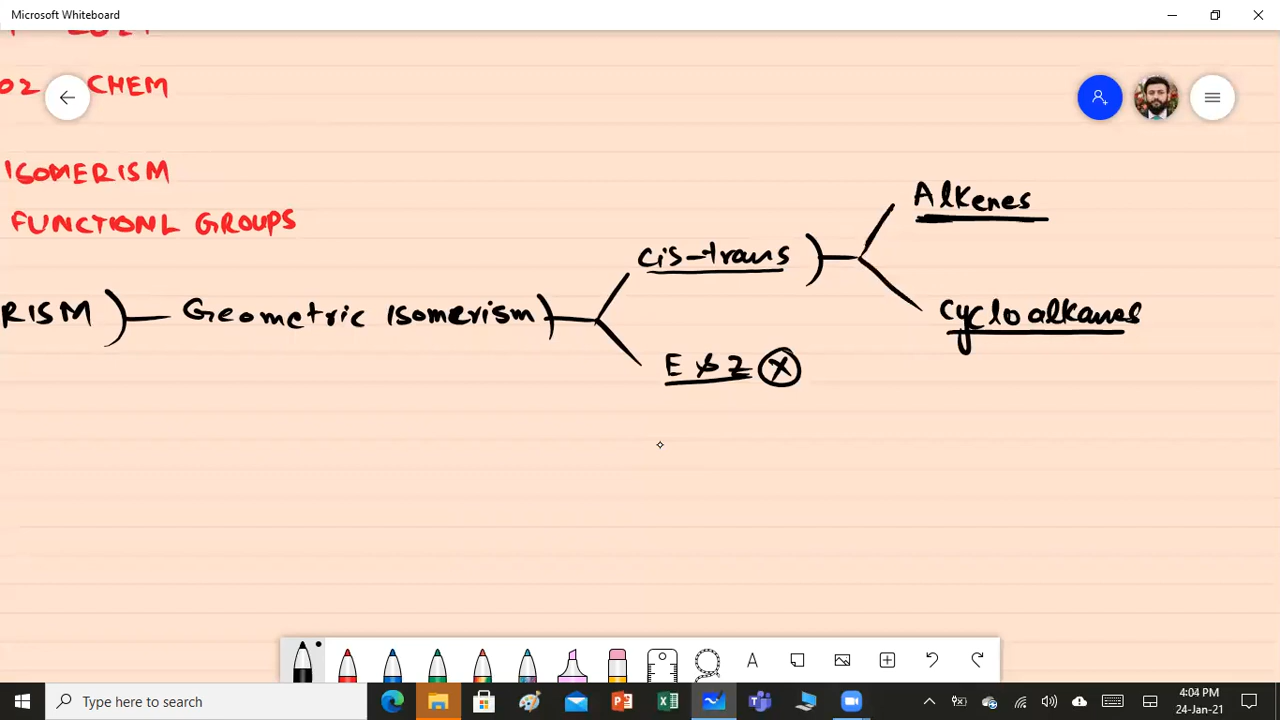 Microsoft Whiteboard
02 CHEM
ISOMERISM
FUNCTIONL GROUPS
Alkenes
cis-trans
RISM
Geometric Isomerism
cycloalkanes
E & Z X
A
Type here to search
4:04 PM
24-Jan-21